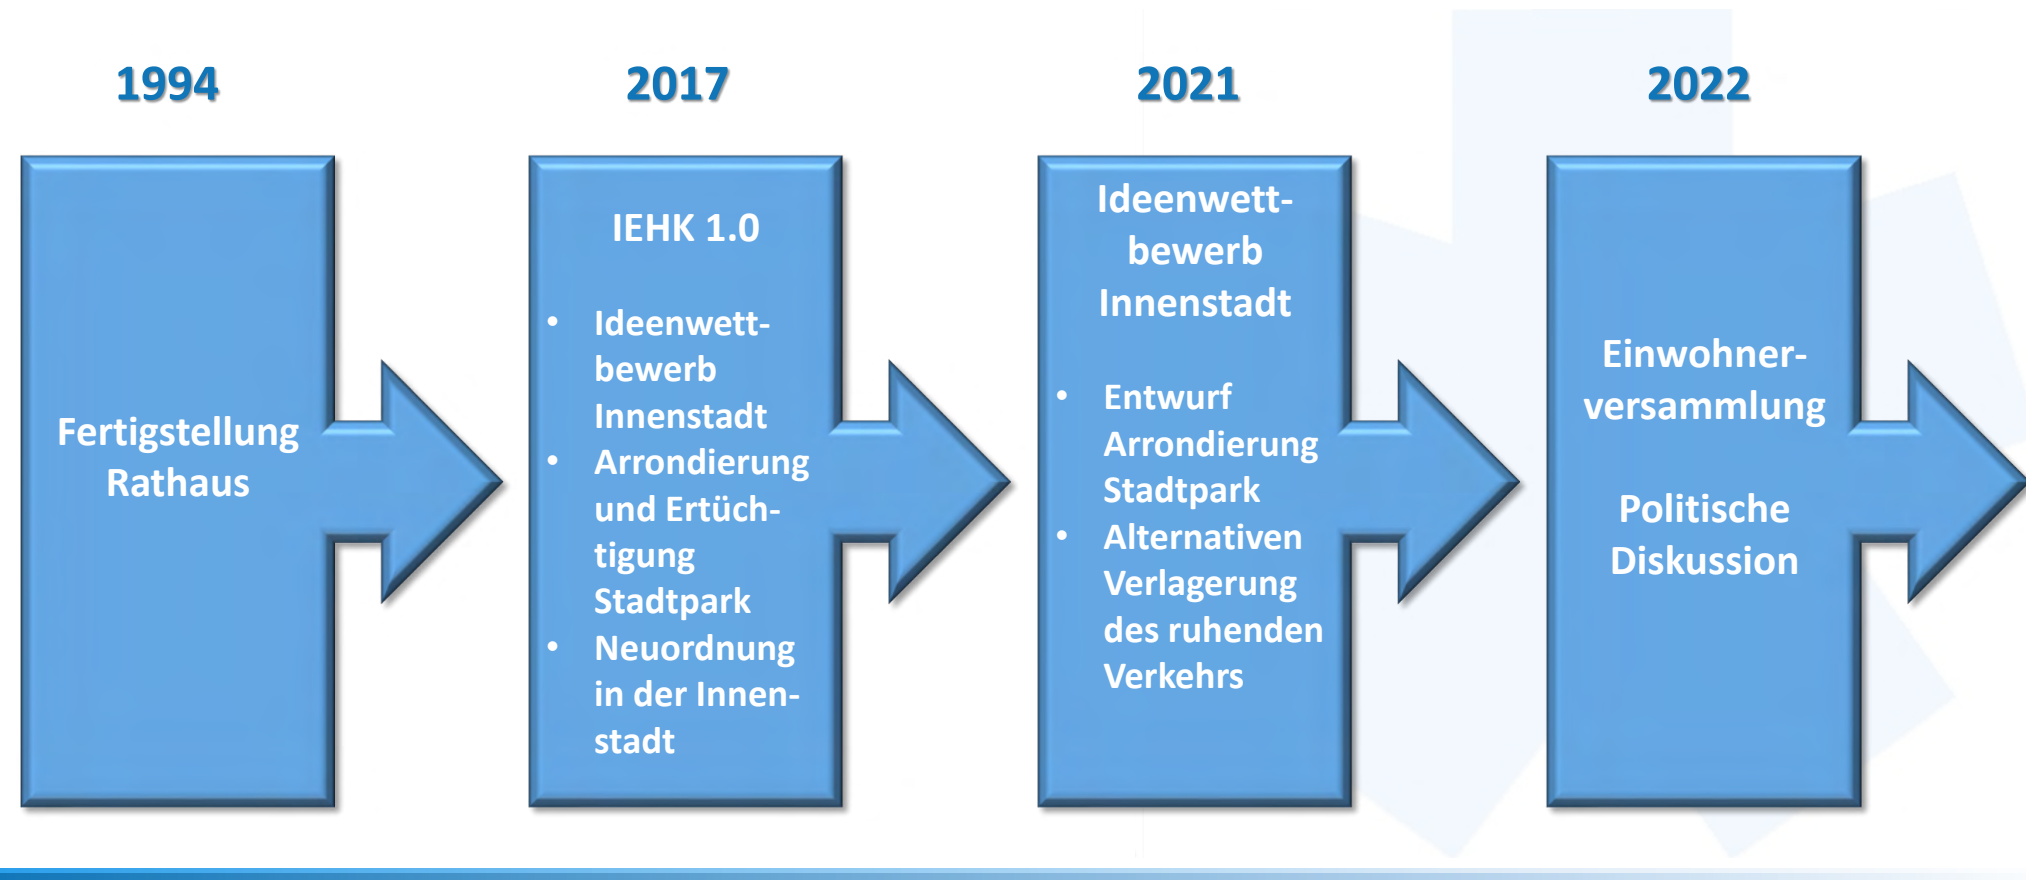 1994
Fertigstellung
Rathaus
2017
IEHK 1.0
• Ideenwett-
bewerb
Innenstadt
• Arrondierung
und Ertüch-
tigung
Stadtpark
• Neuordnung
in der Innen-
stadt
2021
Ideenwett-
bewerb
Innenstadt
• Entwurf
Arrondierung
Stadtpark
• Alternativen
Verlagerung
des ruhenden
Verkehrs
2022
Einwohner-
versammlung
Politische
Diskussion